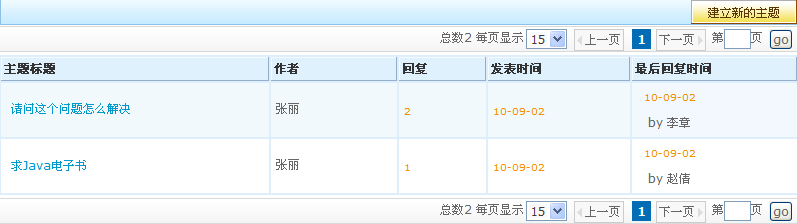 建立新的主题
总数2 每页显示 15 上一页 1 下一页 第 页 go
主题标题 作者 回复 发表时间 最后回复时间
请问这个问题怎么解决 张丽 2 10-09-02 10-09-02
by 李章
求Java电子书 张丽 1 10-09-02 10-09-02
by 赵倩
总数2 每页显示 15 上一页 1 下一页 第 页 go